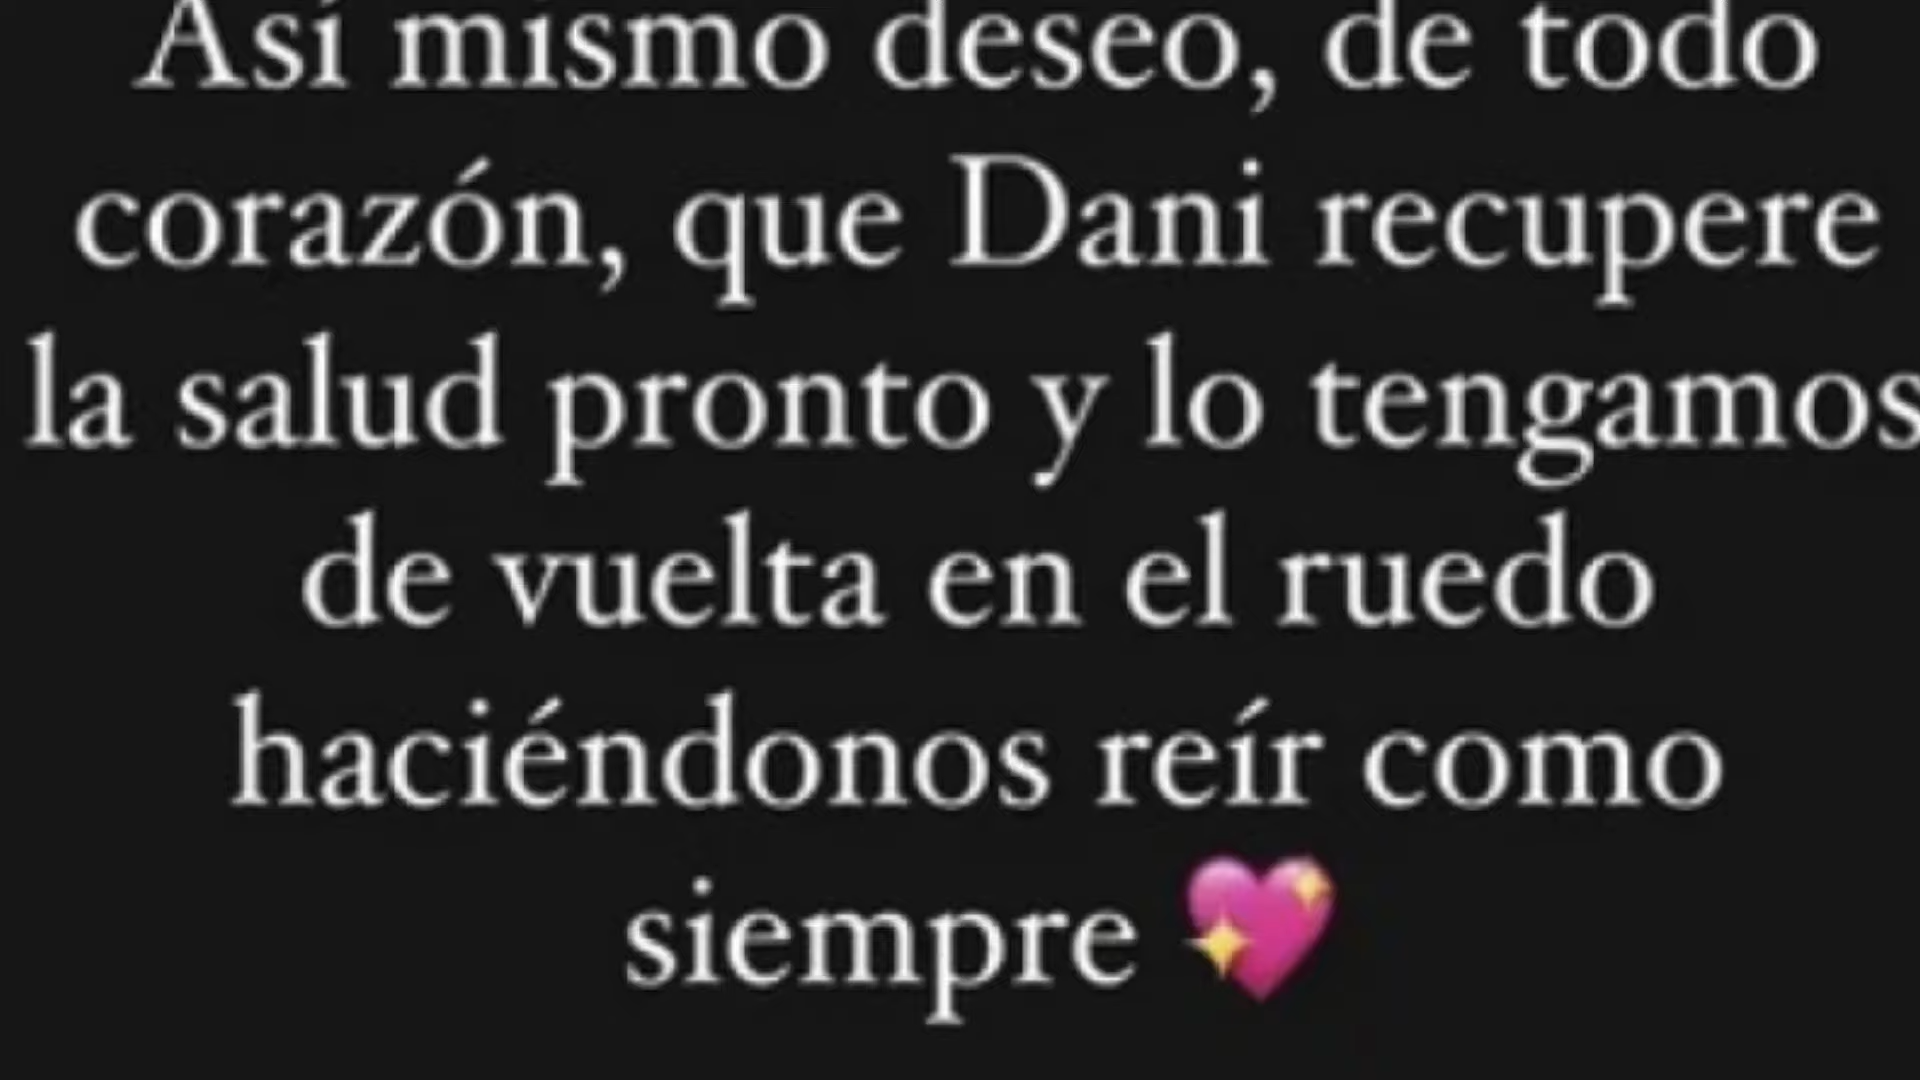 Así mismo deseo, de todo
corazón, que Dani recupere
la salud pronto y lo tengamos
de vuelta en el ruedo
haciéndonos reír como
siempre 💖